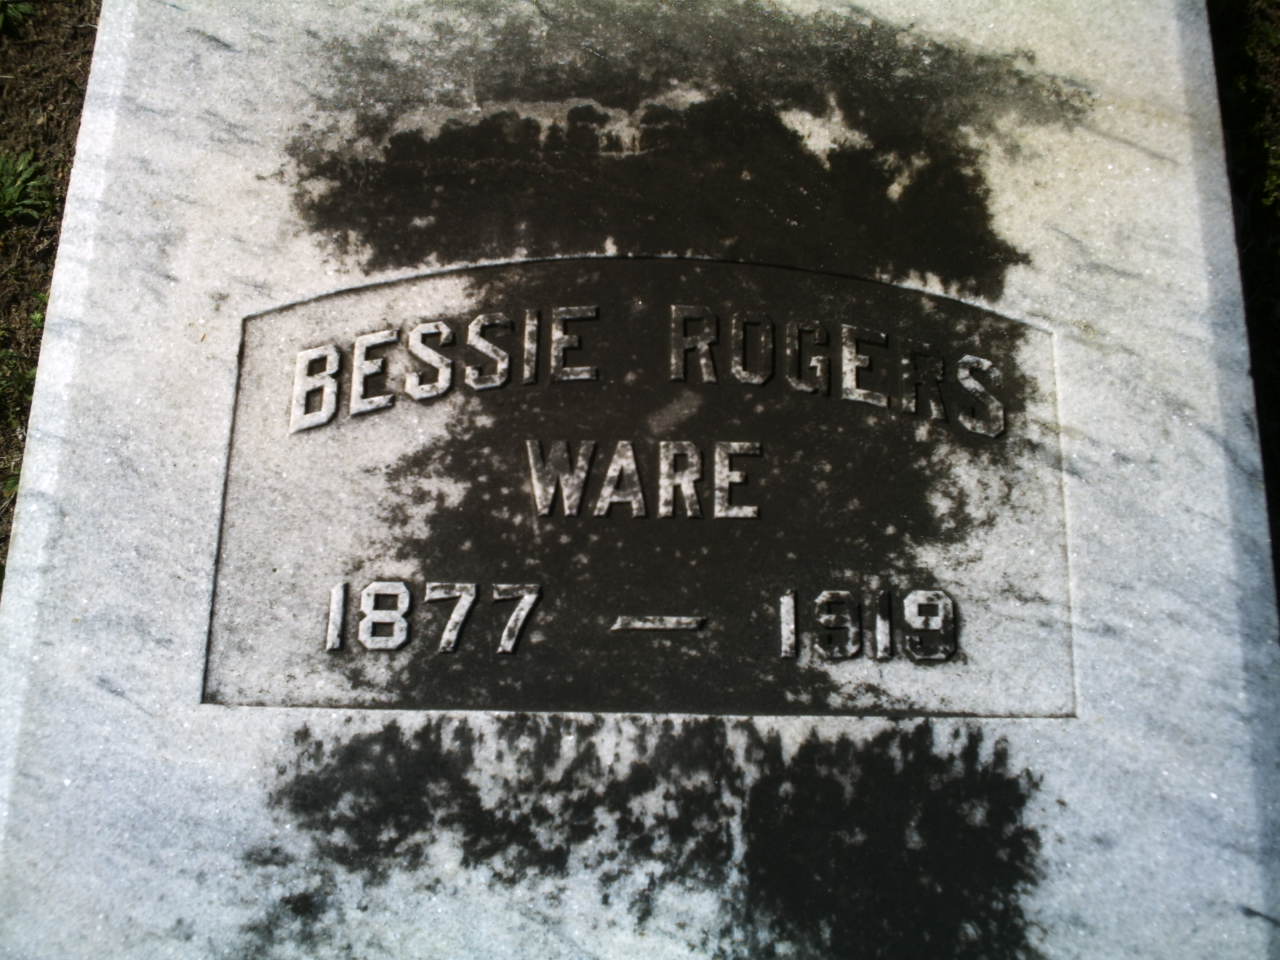 BESSIE ROGERS
WARE
1877 — 1919